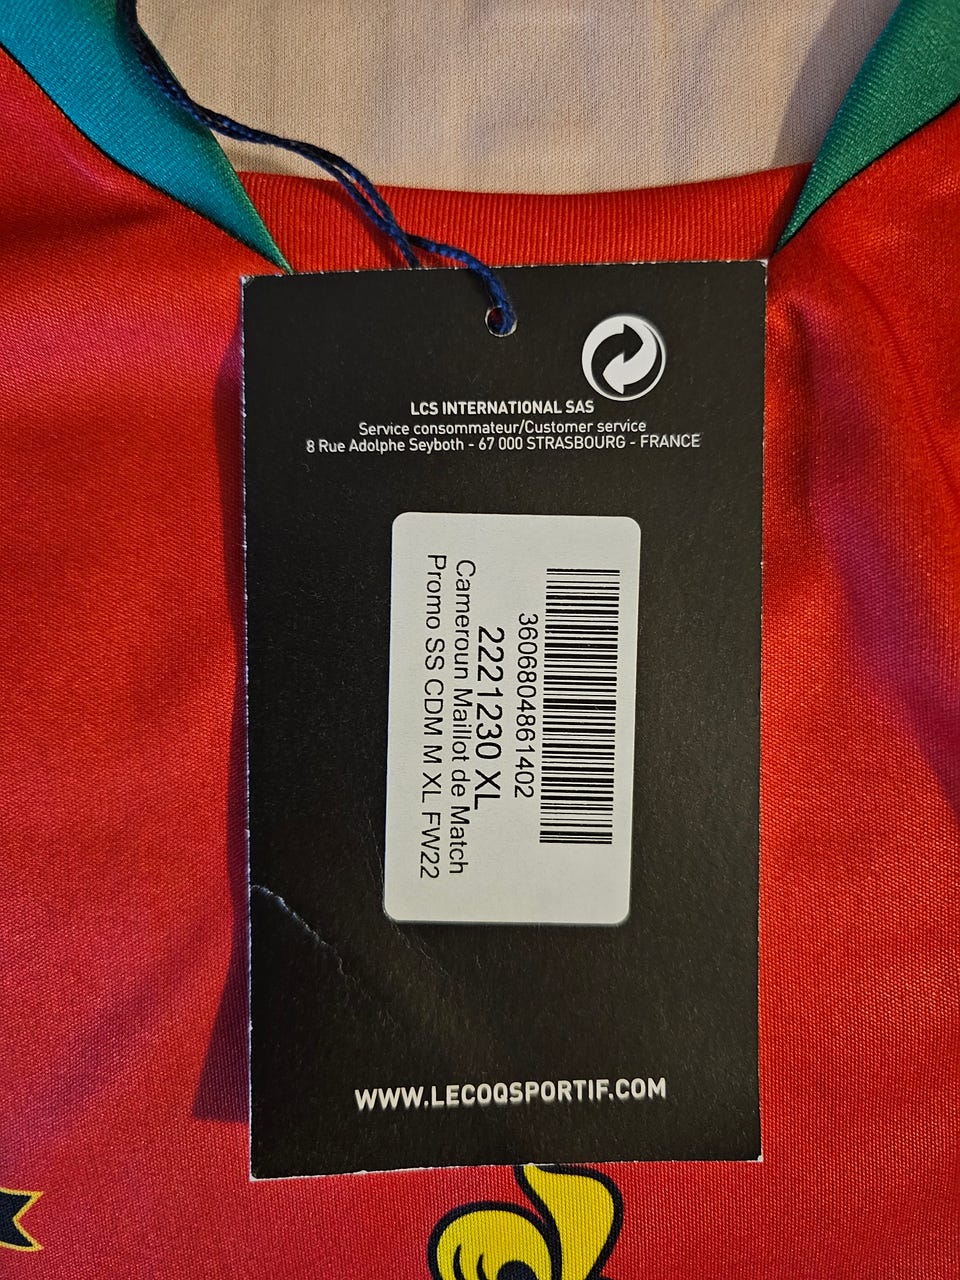 LCS INTERNATIONAL SAS
Service consommateur/Customer service
8 Rue Adolphe Seyboth - 67 000 STRASBOURG - FRANCE
3606804861402
2221230 XL
Cameroun Maillot de Match
Promo SS CDM M XL FW22
WWW.LECOQSPORTIF.COM